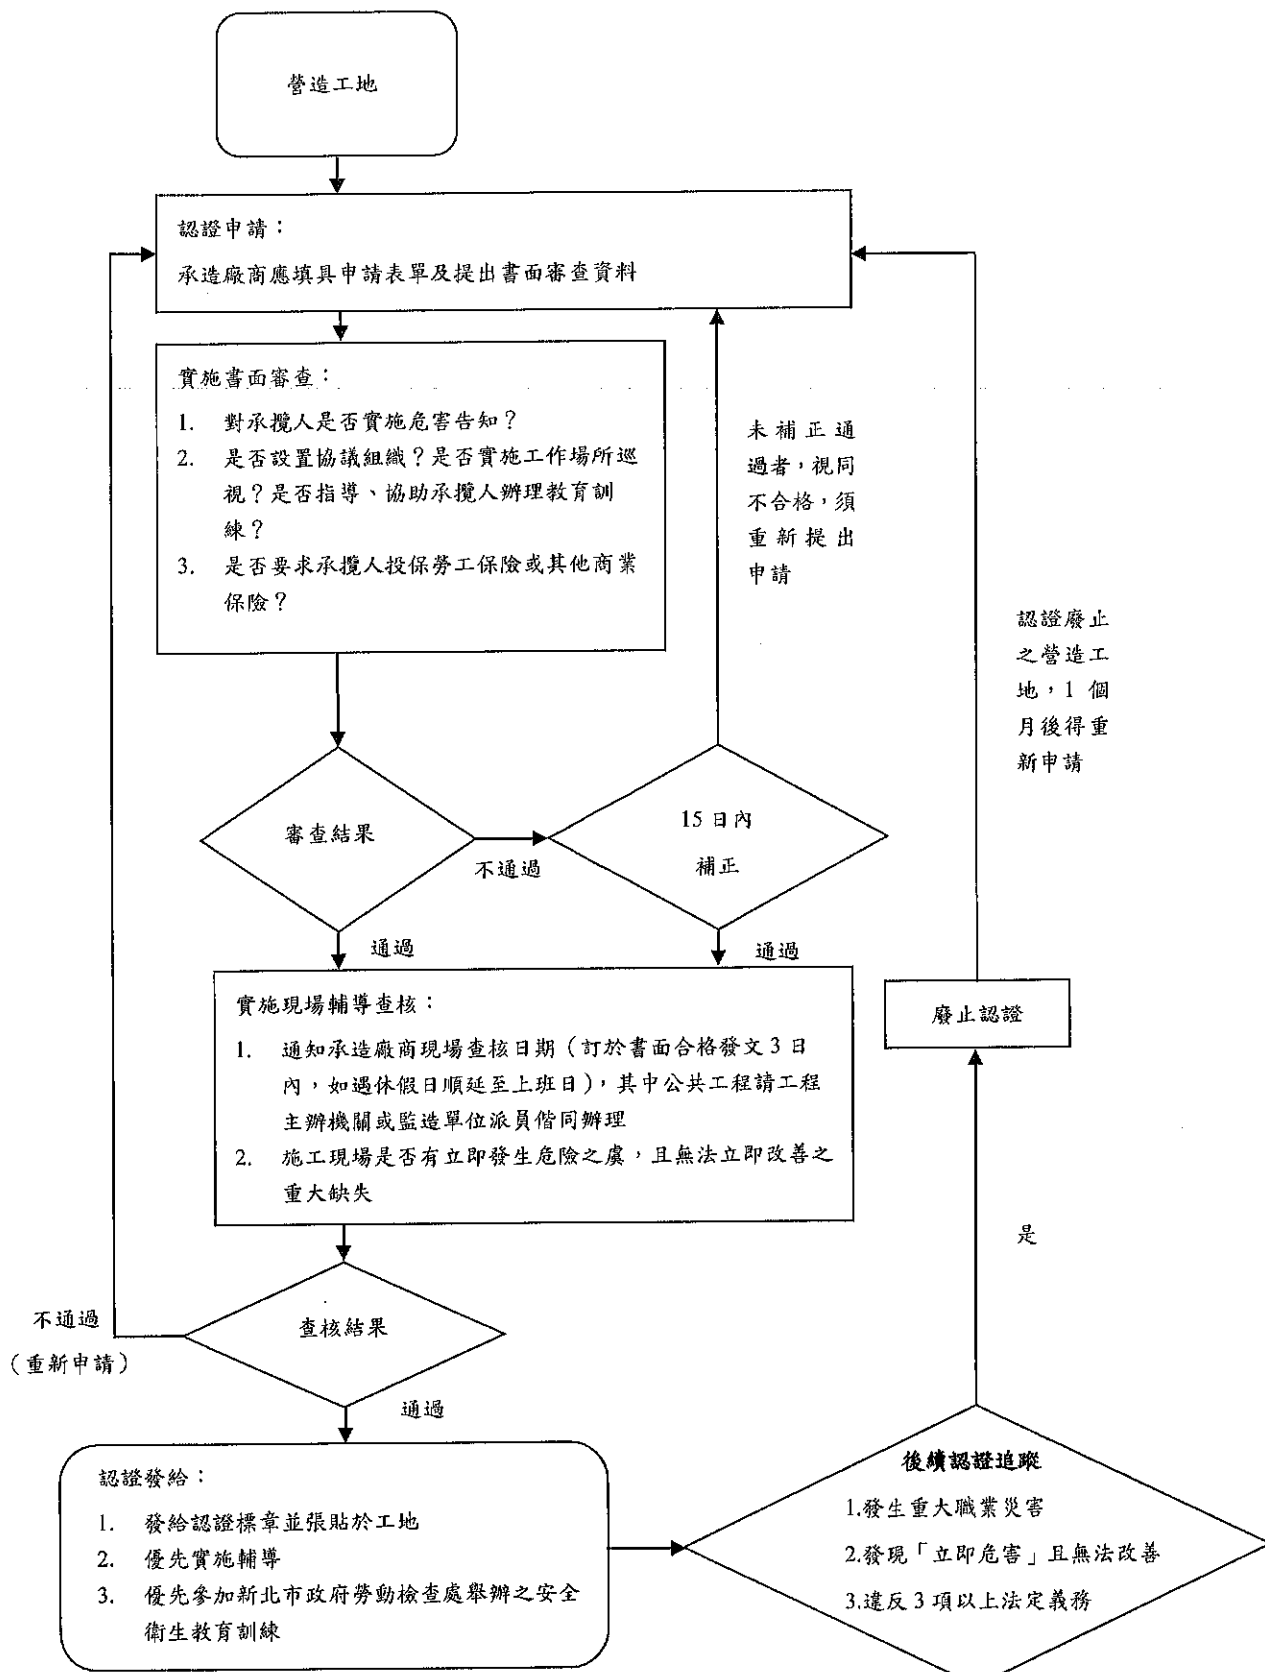 營造工地
認證申請：
承造廠商應填具申請表單及提出書面審查資料
實施書面審查：
1. 對承攬人是否實施危害告知？
2. 是否設置協議組織？是否實施工作場所巡
視？是否指導、協助承攬人辦理教育訓
練？
3. 是否要求承攬人投保勞工保險或其他商業
保險？
未補正通
過者，視同
不合格，須
重新提出
申請
認證廢止
之營造工
地，1 個
月後得重
新申請
審查結果
不通過
15 日內
補正
通過
通過
實施現場輔導查核：
1. 通知承造廠商現場查核日期（訂於書面合格發文 3 日
內，如遇休假日順延至上班日），其中公共工程請工程
主辦機關或監造單位派員偕同辦理
2. 施工現場是否有立即發生危險之虞，且無法立即改善之
重大缺失
廢止認證
是
查核結果
不通過
（重新申請）
通過
認證發給：
1. 發給認證標章並張貼於工地
2. 優先實施輔導
3. 優先參加新北市政府勞動檢查處舉辦之安全
衛生教育訓練
後續認證追蹤
1.發生重大職業災害
2.發現「立即危害」且無法改善
3.違反 3 項以上法定義務